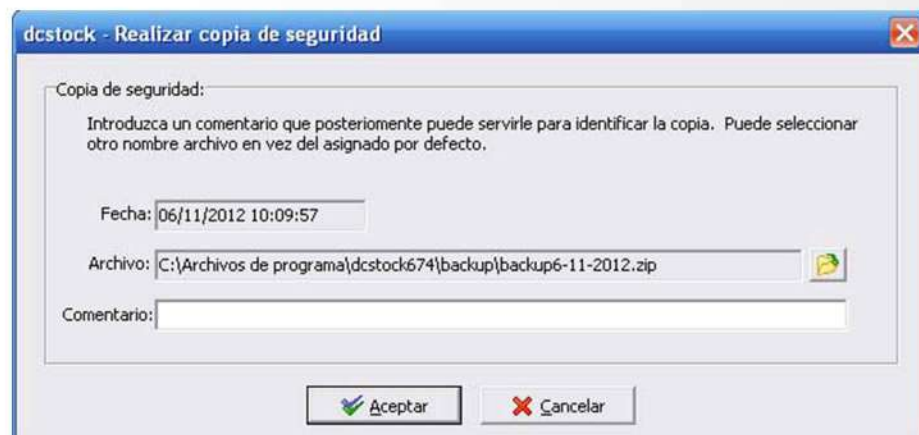 dcstock - Realizar copia de seguridad
Copia de seguridad:
Introduzca un comentario que posteriomente puede servirle para identificar la copia. Puede seleccionar
otro nombre archivo en vez del asignado por defecto.
Fecha: 06/11/2012 10:09:57
Archivo: C:\Archivos de programa\dcstock674\backup\backup6-11-2012.zip
Comentario:
Aceptar Cancelar